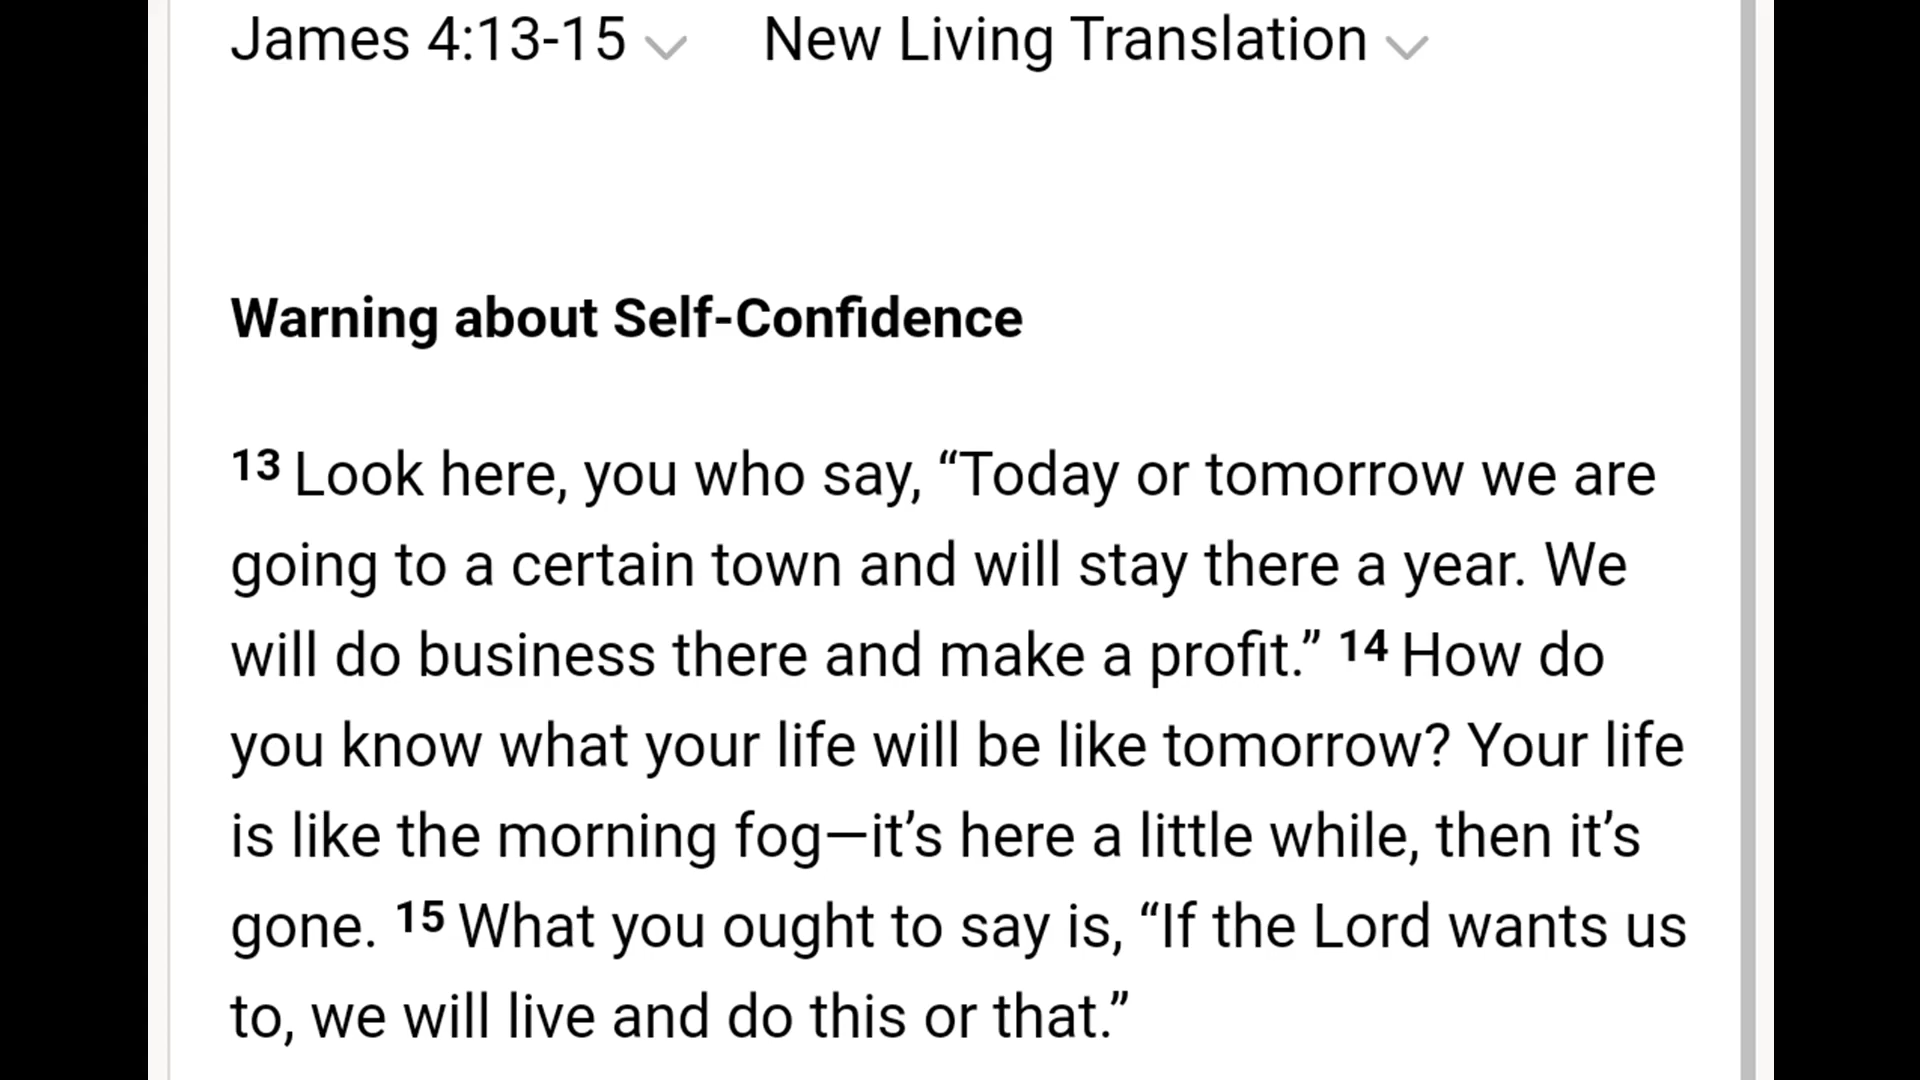 James 4:13-15 New Living Translation
Warning about Self-Confidence
13 Look here, you who say, “Today or tomorrow we are
going to a certain town and will stay there a year. We
will do business there and make a profit.” 14 How do
you know what your life will be like tomorrow? Your life
is like the morning fog—it’s here a little while, then it’s
gone. 15 What you ought to say is, “If the Lord wants us
to, we will live and do this or that.”